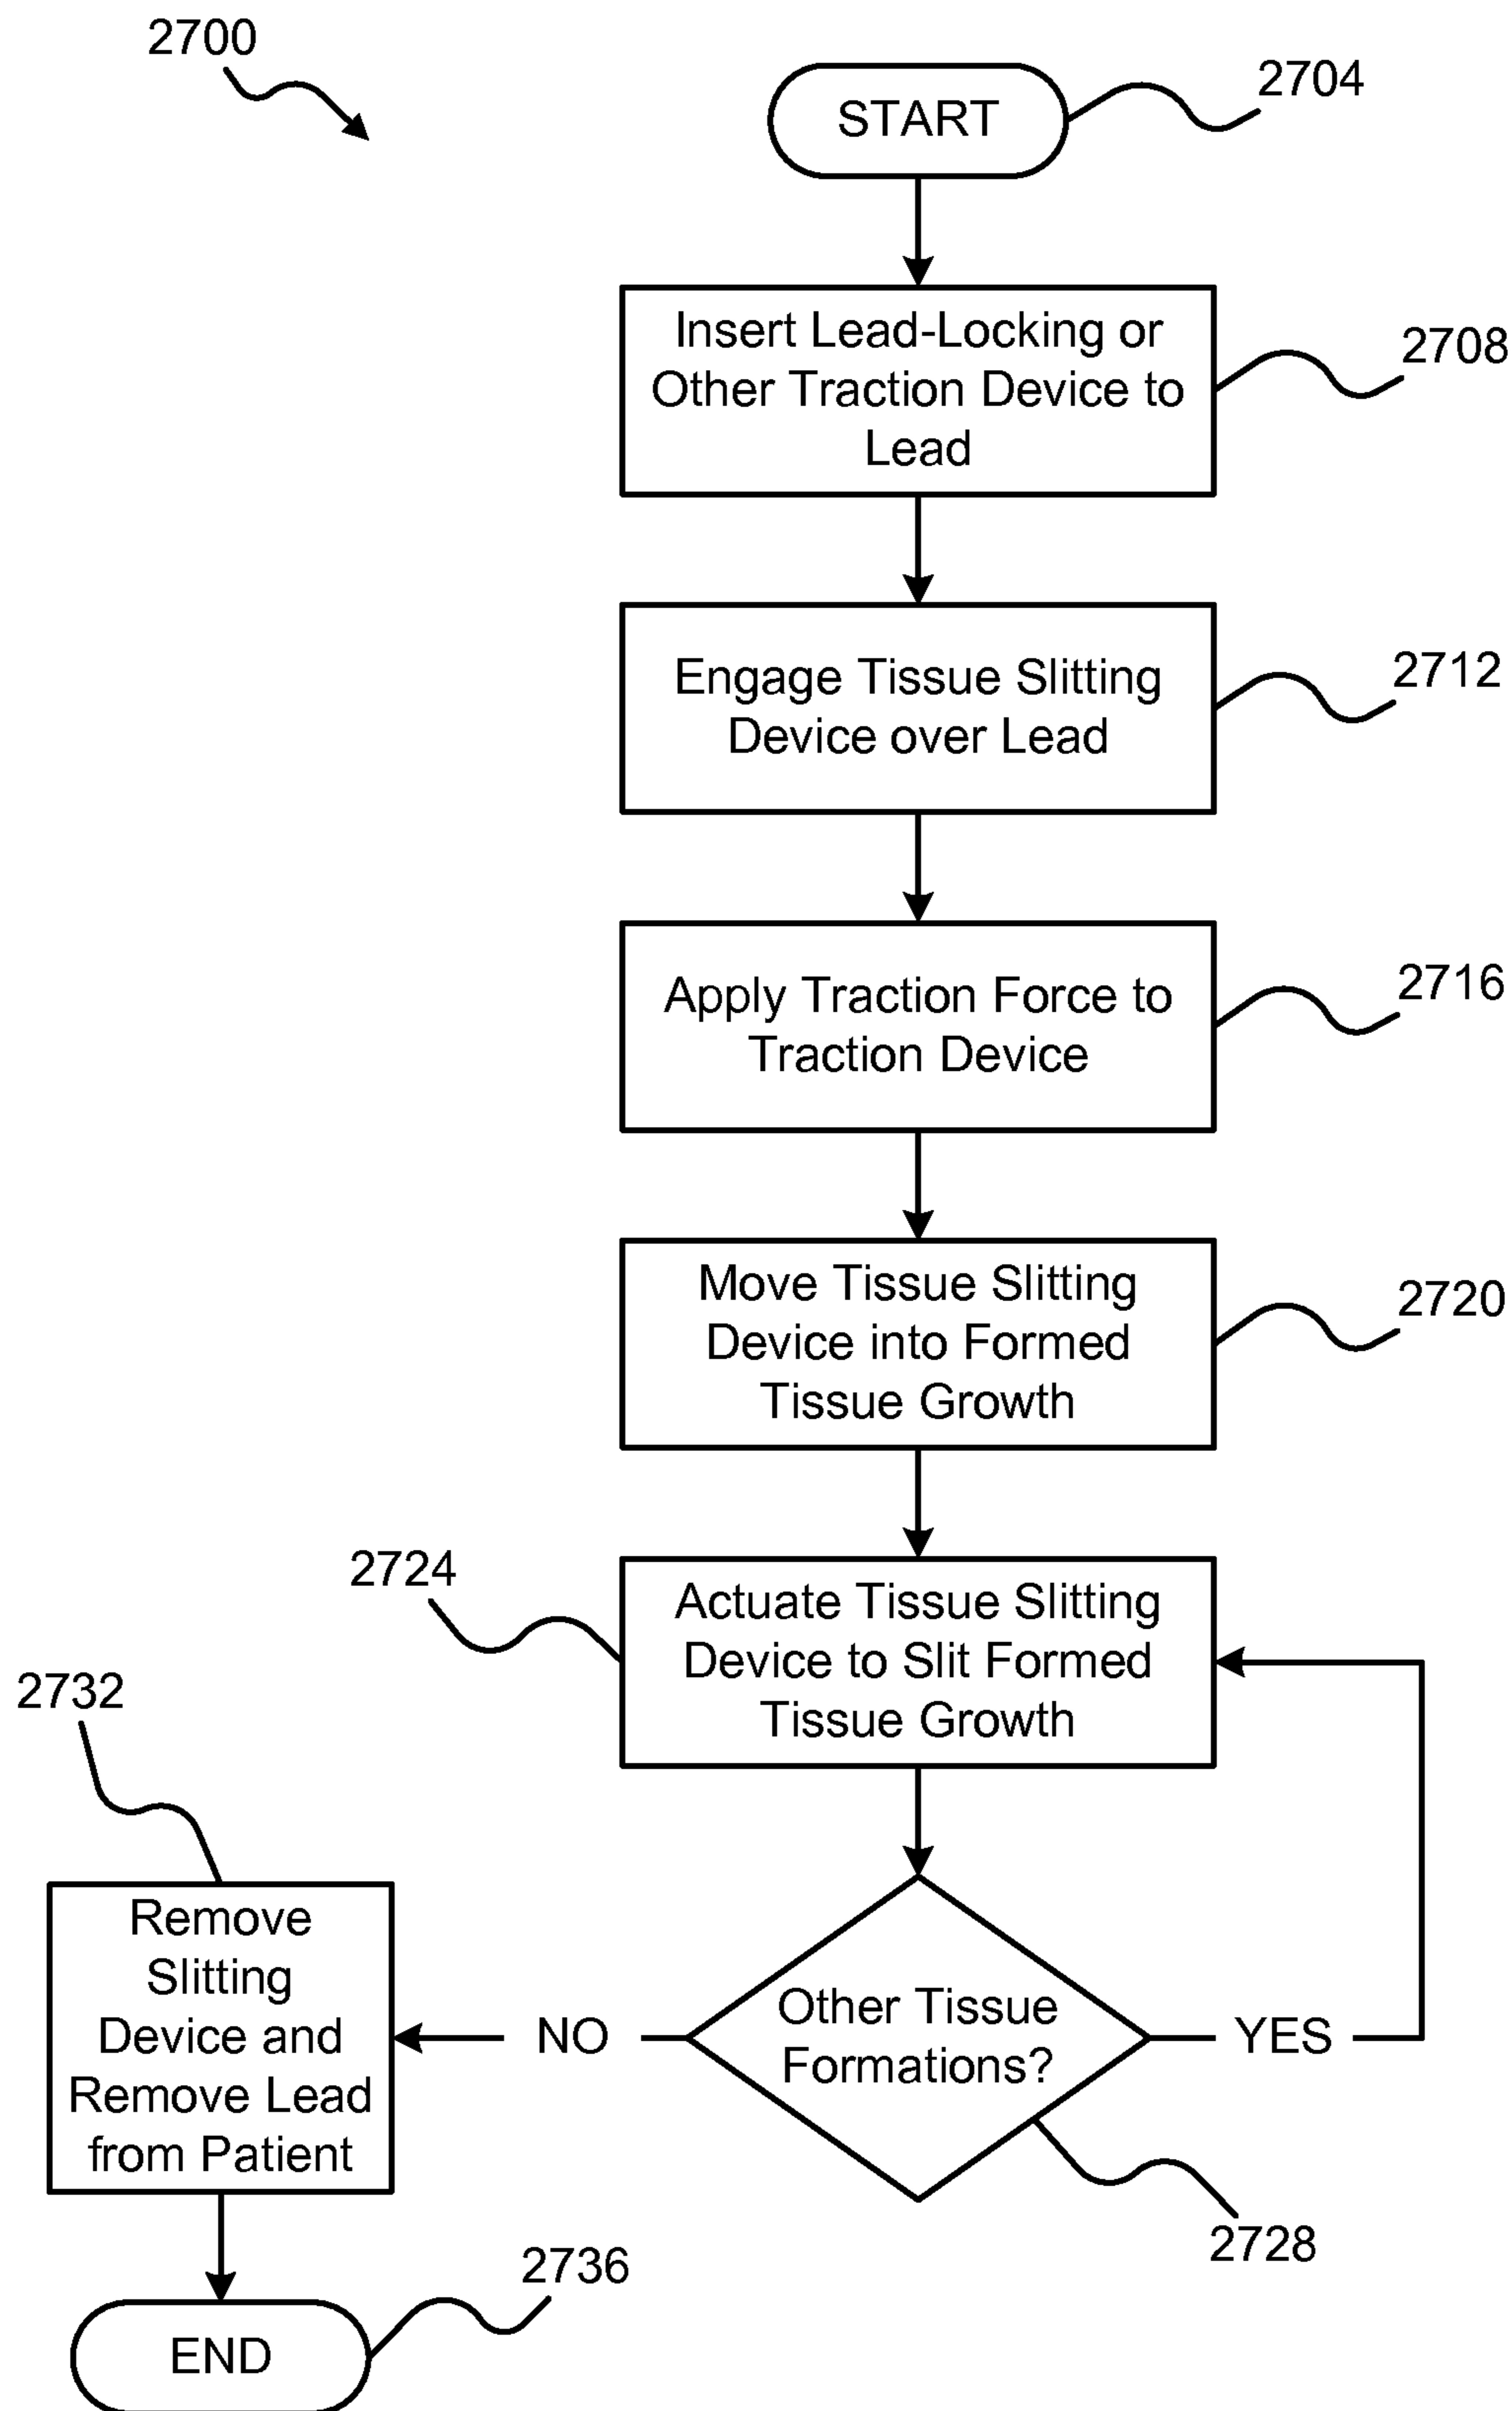 2700
START
2704
Insert Lead-Locking or
Other Traction Device to
Lead
2708
Engage Tissue Slitting
Device over Lead
2712
Apply Traction Force to
Traction Device
2716
Move Tissue Slitting
Device into Formed
Tissue Growth
2720
2724
Actuate Tissue Slitting
Device to Slit Formed
Tissue Growth
2732
Remove
Slitting
Device and
Remove Lead
from Patient
NO
Other Tissue
Formations?
YES
2728
2736
END